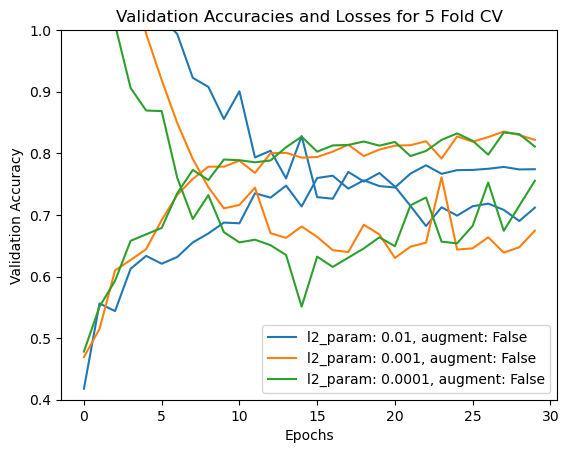 Validation Accuracies and Losses for 5 Fold CV
1.0
0.9
0.8
0.7
0.6
0.5
0.4
Validation Accuracy
l2_param: 0.01, augment: False
l2_param: 0.001, augment: False
l2_param: 0.0001, augment: False
0 5 10 15 20 25 30
Epochs